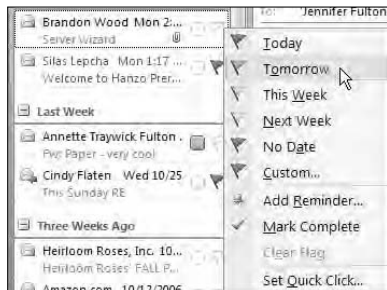 Brandon Wood Mon 2:...
Server Wizard
Silas Lepcha Mon 1:17 ...
Welcome to Hanzo Prer...
Last Week
Annette Traywick Fulton .
Pwr Paper - very cool
Cindy Flaten Wed 10/25
This Sunday RE
Three Weeks Ago
Heirloom Roses, Inc. 10...
Heirloom Roses' FALL P...
Amazon.com 10/12/2006
To: Jennifer Fulton
Today
Tomorrow
This Week
Next Week
No Date
Custom...
Add Reminder...
Mark Complete
Clear Flag
Set Quick Click...